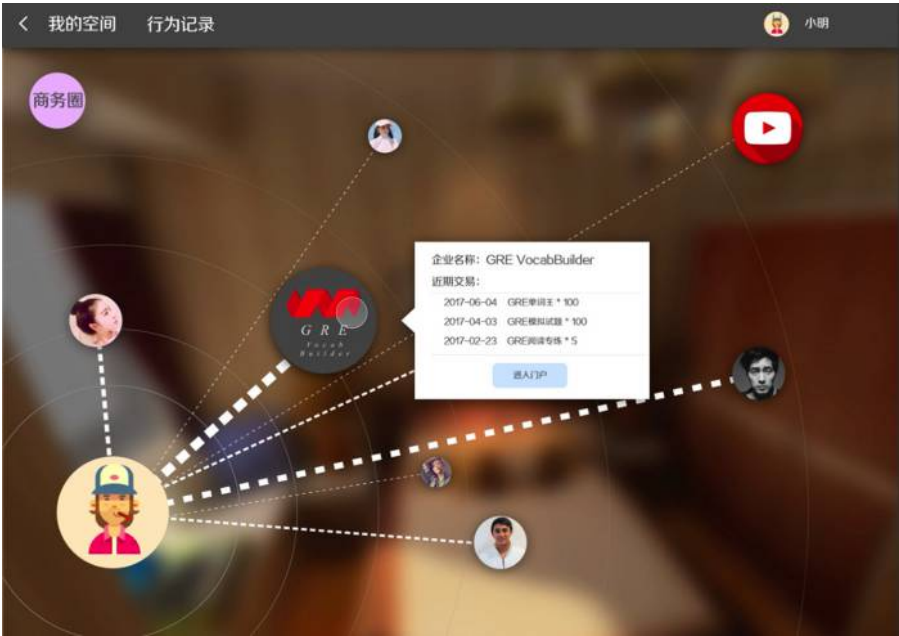 我的空间 行为记录
小明
商务圈
企业名称：GRE VocabBuilder
近期交易：
2017-06-04 GRE单词王 * 100
2017-04-03 GRE模拟试题 * 100
2017-02-23 GRE阅读专练 * 5
进入门户
GRE
Vocab
Builder